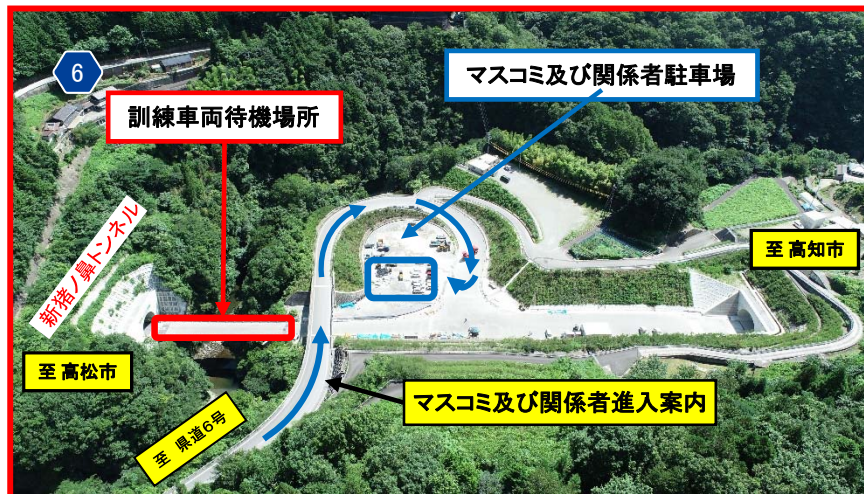 6
マスコミ及び関係者駐車場
訓練車両待機場所
新猪ノ鼻トンネル
至 高知市
至 高松市
マスコミ及び関係者進入案内
至 県道6号